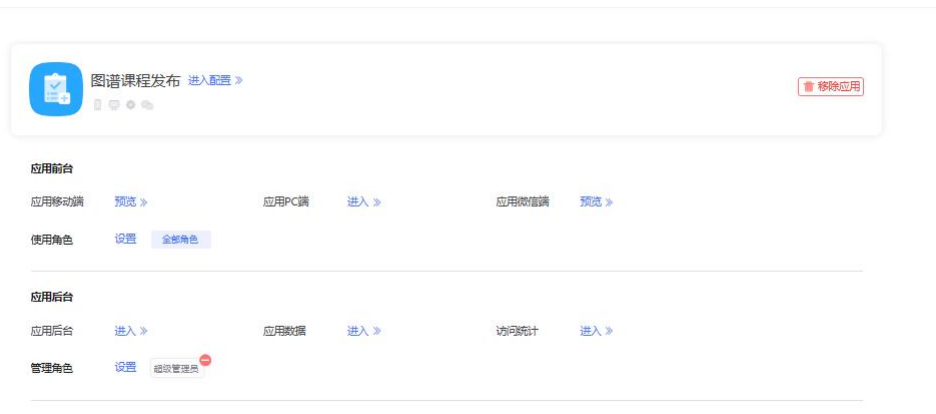 图谱课程发布 进入配置 »
移除应用
应用前台
应用移动端 预览 » 应用PC端 进入 » 应用微信端 预览 »
使用角色 设置 全部角色
应用后台
应用后台 进入 » 应用数据 进入 » 访问统计 进入 »
管理角色 设置 超级管理员